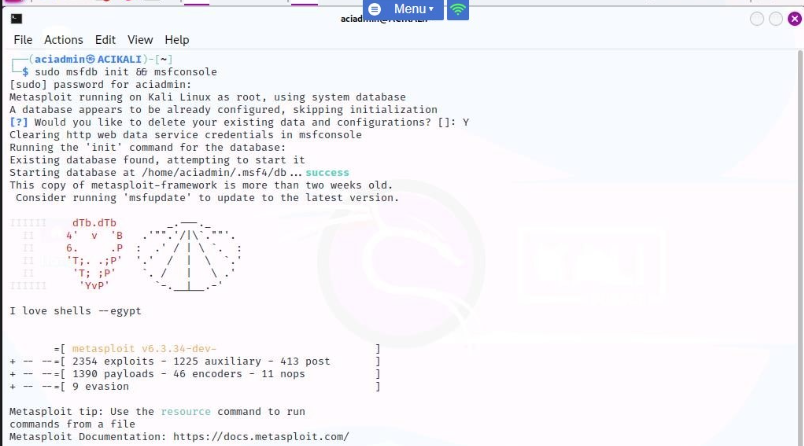 Menu
File Actions Edit View Help
(aciadmin㉿ACIKALI)-[~]
$ sudo msfdb init && msfconsole
[sudo] password for aciadmin:
Metasploit running on Kali Linux as root, using system database
A database appears to be already configured, skipping initialization
[?] Would you like to delete your existing data and configurations? []: Y
Clearing http web data service credentials in msfconsole
Running the 'init' command for the database:
Existing database found, attempting to start it
Starting database at /home/aciadmin/.msf4/db...success
This copy of metasploit-framework is more than two weeks old.
Consider running 'msfupdate' to update to the latest version.
IIIIII    dTb.dTb        _.---._
  II     4'  v  'B   .'"".'/|\`.""'.
  II     6.     .P  :  .' / | \ `.  :
  II     'T;. .;P'  '.'  /  |  \  `.'
  II      'T; ;P'    `. /   |   \ .'
IIIIII     'YvP'       `-.__|__.-'
I love shells --egypt
=[ metasploit v6.3.34-dev- ]
+ -- --=[ 2354 exploits - 1225 auxiliary - 413 post ]
+ -- --=[ 1390 payloads - 46 encoders - 11 nops ]
+ -- --=[ 9 evasion ]
Metasploit tip: Use the resource command to run
commands from a file
Metasploit Documentation: https://docs.metasploit.com/